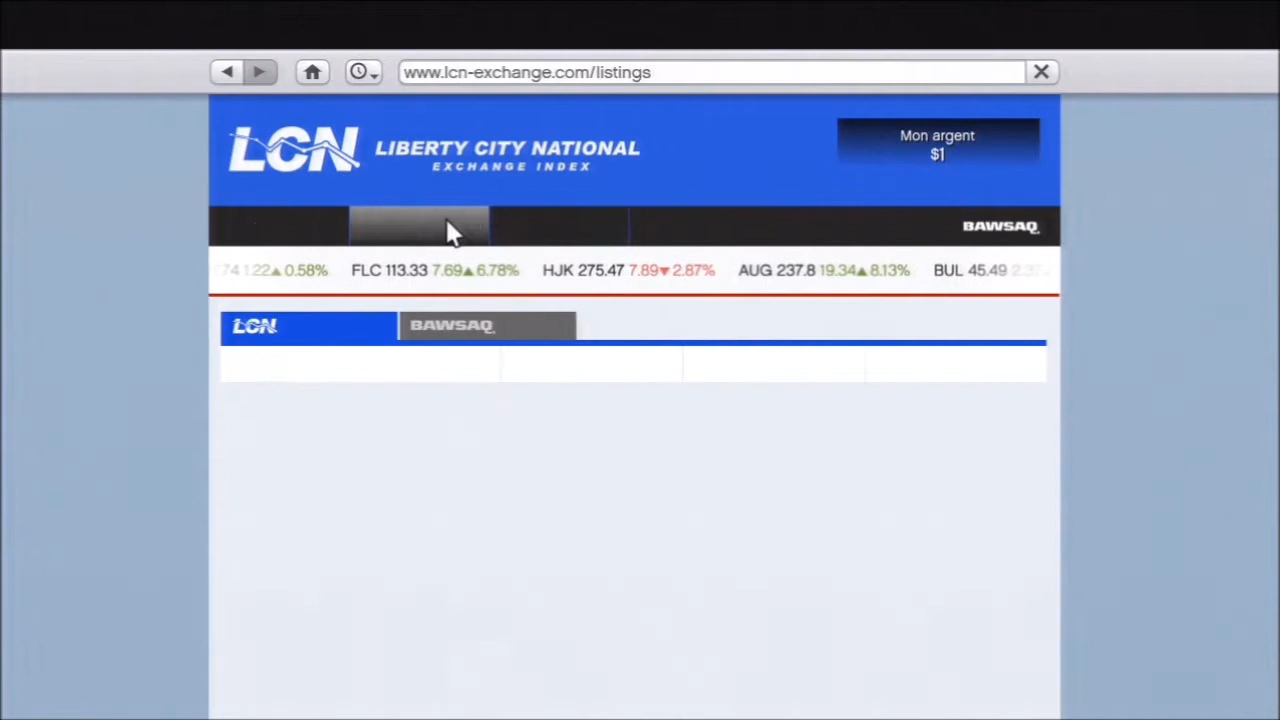 www.lcn-exchange.com/listings
LCN LIBERTY CITY NATIONAL
EXCHANGE INDEX
Mon argent
$1
BAWSAQ
74 1.22▲0.58% FLC 113.33 7.69▲6.78% HJK 275.47 7.89▼2.87% AUG 237.8 19.34▲8.13% BUL 45.49
LCN BAWSAQ